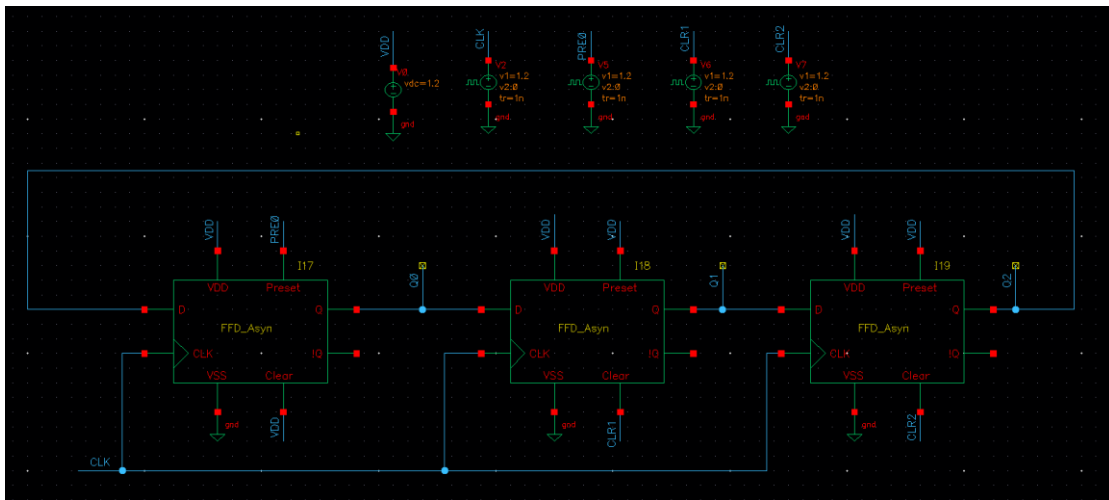 VDD
V0
vdc=1.2
gnd
CLK
V2
v1=1.2
v2:0
tr=1n
gnd
PRE0
V5
v1=1.2
v2:0
tr=1n
gnd
CLR1
V6
v1=1.2
v2:0
tr=1n
gnd
CLR2
V7
v1=1.2
v2:0
tr=1n
gnd
VDD
PRE0
I17
VDD
Preset
D
Q
FFD_Asyn
CLK
!Q
VSS
Clear
gnd
VDD
Q0
VDD
VDD
I18
VDD
Preset
D
Q
FFD_Asyn
CLK
!Q
VSS
Clear
gnd
CLR1
Q1
VDD
VDD
I19
VDD
Preset
D
Q
FFD_Asyn
CLK
!Q
VSS
Clear
gnd
CLR2
Q2
CLK